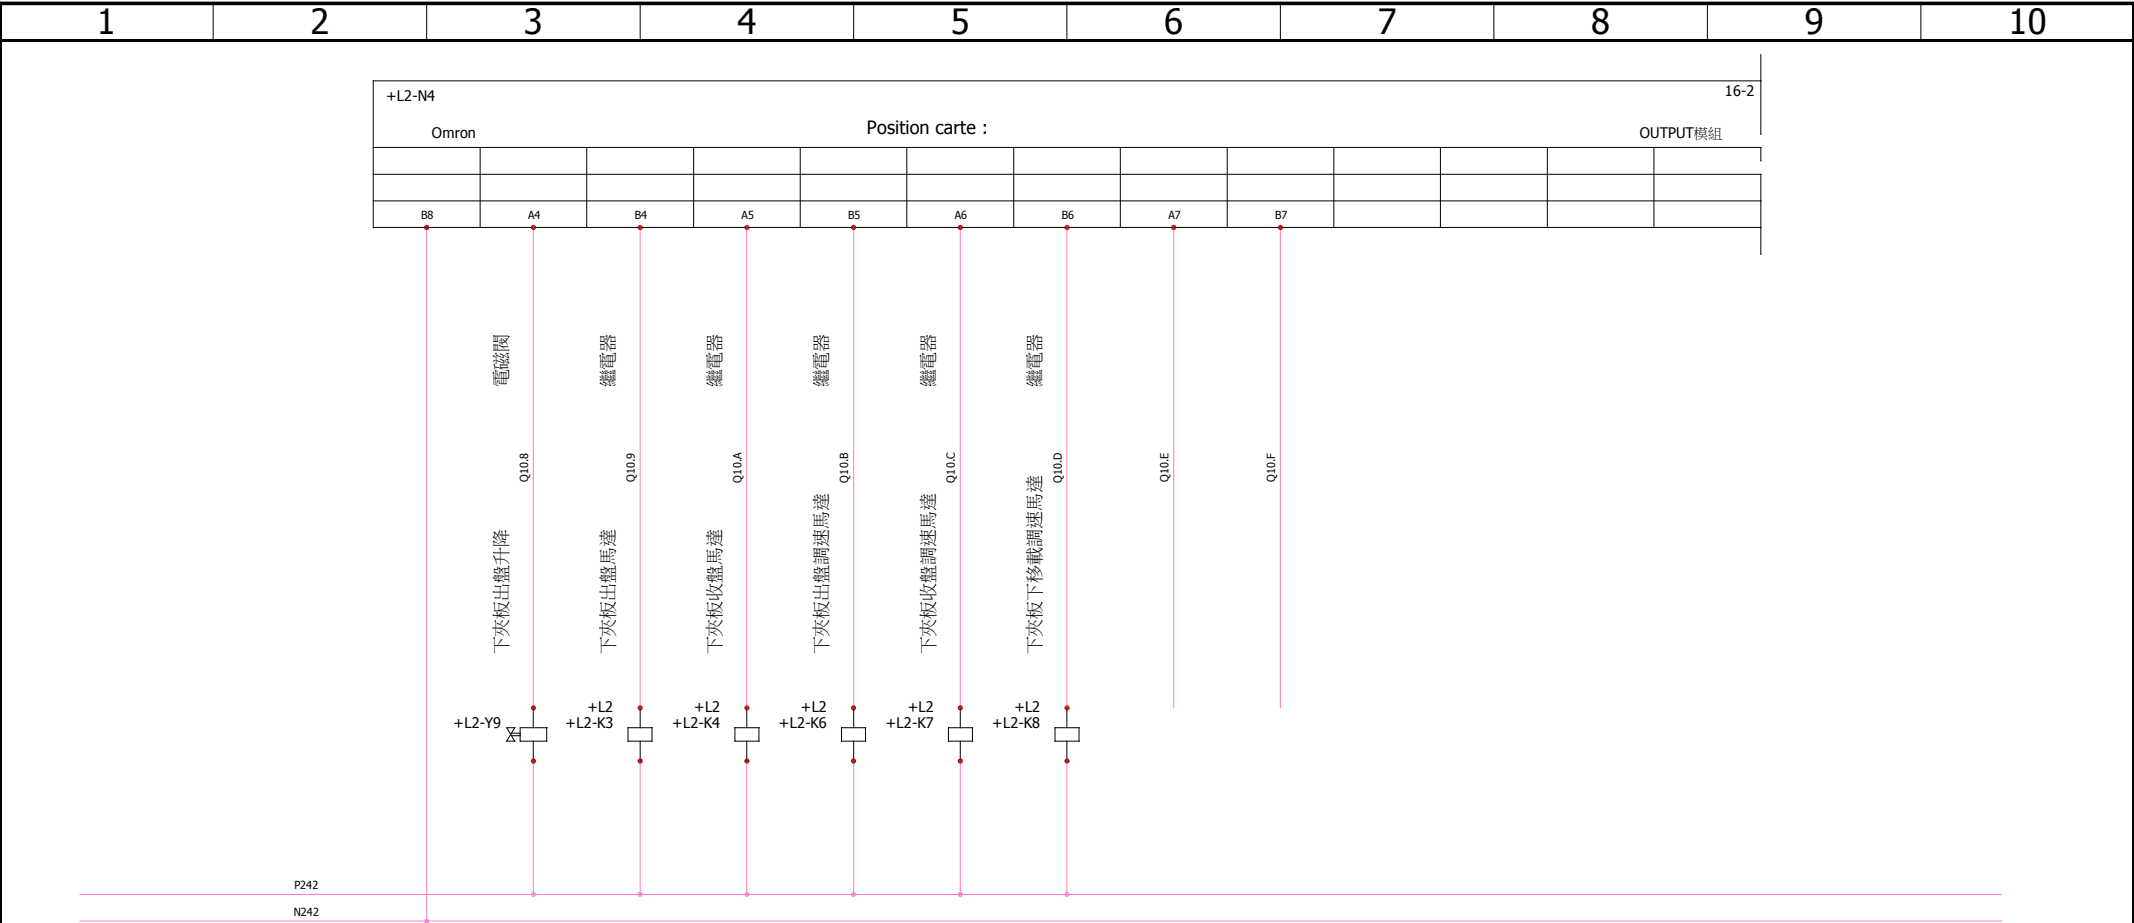 1 2 3 4 5 6 7 8 9 10
+L2-N4 16-2
Omron Position carte : OUTPUT模組
B8 A4 B4 A5 B5 A6 B6 A7 B7
電磁閥 繼電器 繼電器 繼電器 繼電器 繼電器
Q10.8 Q10.9 Q10.A Q10.B Q10.C Q10.D Q10.E Q10.F
下夾板出盤升降 下夾板出盤馬達 下夾板收盤馬達 下夾板出盤調速馬達 下夾板收盤調速馬達 下夾板下移載調速馬達
+L2 +L2 +L2 +L2 +L2
+L2-Y9 +L2-K3 +L2-K4 +L2-K6 +L2-K7 +L2-K8
P242
N242